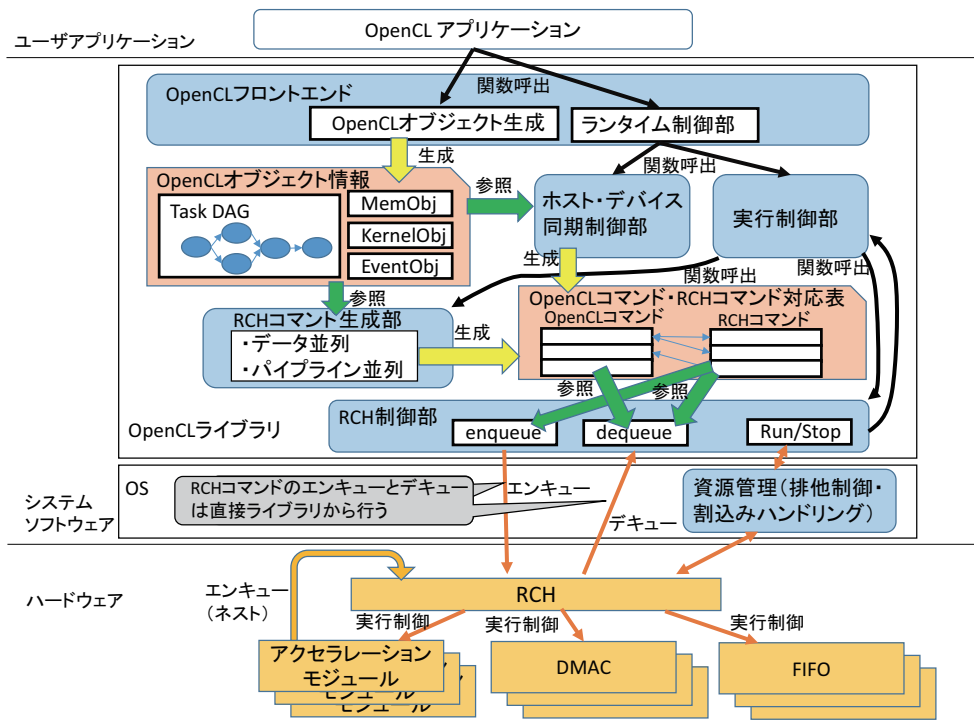 OpenCL アプリケーション
ユーザアプリケーション
関数呼出
OpenCLフロントエンド
OpenCLオブジェクト生成
ランタイム制御部
生成
関数呼出
OpenCLオブジェクト情報
参照
Task DAG
MemObj
KernelObj
EventObj
ホスト・デバイス
同期制御部
実行制御部
生成
関数呼出
関数呼出
参照
OpenCLコマンド・RCHコマンド対応表
OpenCLコマンド
RCHコマンド
RCHコマント生成部
・データ並列
・パイプライン並列
生成
参照
参照
RCH制御部
OpenCLライブラリ
enqueue
dequeue
Run/Stop
システム
ソフトウェア
OS
RCHコマンドのエンキューとデキュー
は直接ライブラリから行う
エンキュー
デキュー
資源管理(排他制御・
割込みハンドリング)
ハードウェア
エンキュー
(ネスト)
RCH
実行制御
実行制御
実行制御
アクセラレーション
モジュール
モジュール
モジュール
DMAC
FIFO